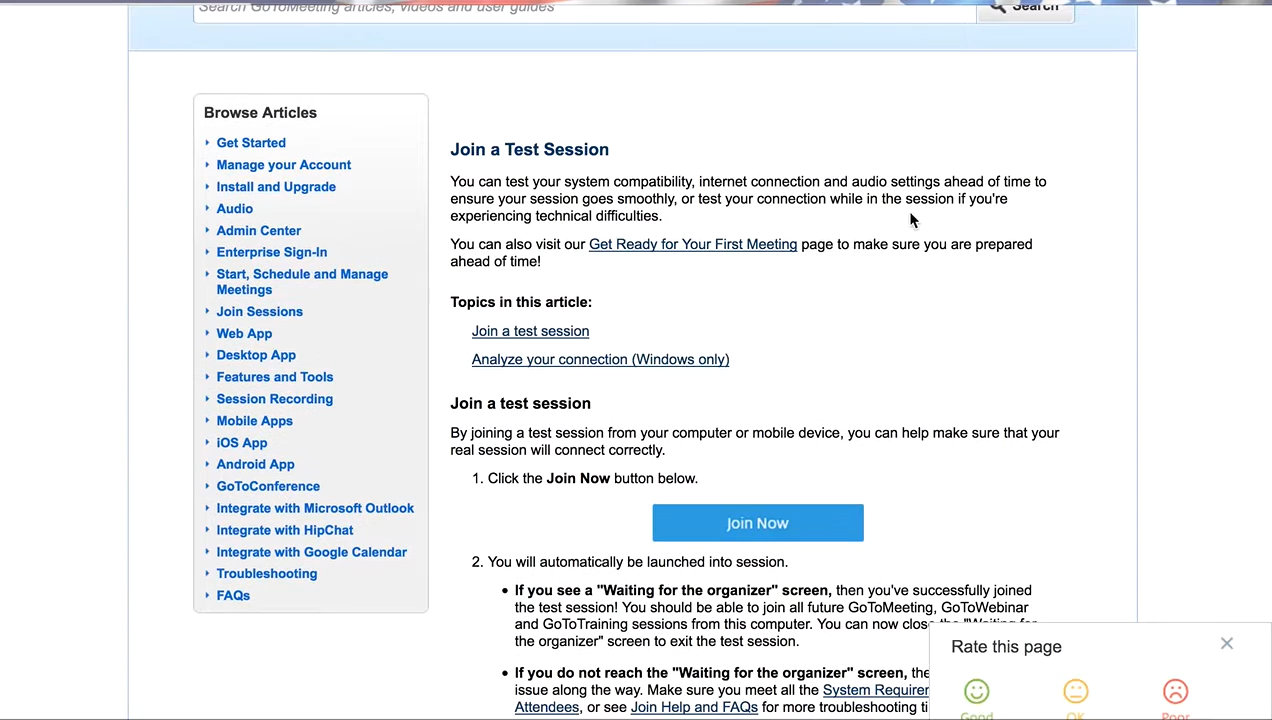 Search GoToMeeting articles, videos and user guides
Search
Browse Articles
Get Started
Manage your Account
Install and Upgrade
Audio
Admin Center
Enterprise Sign-In
Start, Schedule and Manage
Meetings
Join Sessions
Web App
Desktop App
Features and Tools
Session Recording
Mobile Apps
iOS App
Android App
GoToConference
Integrate with Microsoft Outlook
Integrate with HipChat
Integrate with Google Calendar
Troubleshooting
FAQs
Join a Test Session
You can test your system compatibility, internet connection and audio settings ahead of time to
ensure your session goes smoothly, or test your connection while in the session if you're
experiencing technical difficulties.
You can also visit our Get Ready for Your First Meeting page to make sure you are prepared
ahead of time!
Topics in this article:
Join a test session
Analyze your connection (Windows only)
Join a test session
By joining a test session from your computer or mobile device, you can help make sure that your
real session will connect correctly.
1. Click the Join Now button below.
Join Now
2. You will automatically be launched into session.
• If you see a "Waiting for the organizer" screen, then you've successfully joined
the test session! You should be able to join all future GoToMeeting, GoToWebinar
and GoToTraining sessions from this computer. You can now close the "Waiting for
the organizer" screen to exit the test session.
• If you do not reach the "Waiting for the organizer" screen, the
issue along the way. Make sure you meet all the System Requirer
Attendees, or see Join Help and FAQs for more troubleshooting ti
Rate this page
Good
OK
Poor